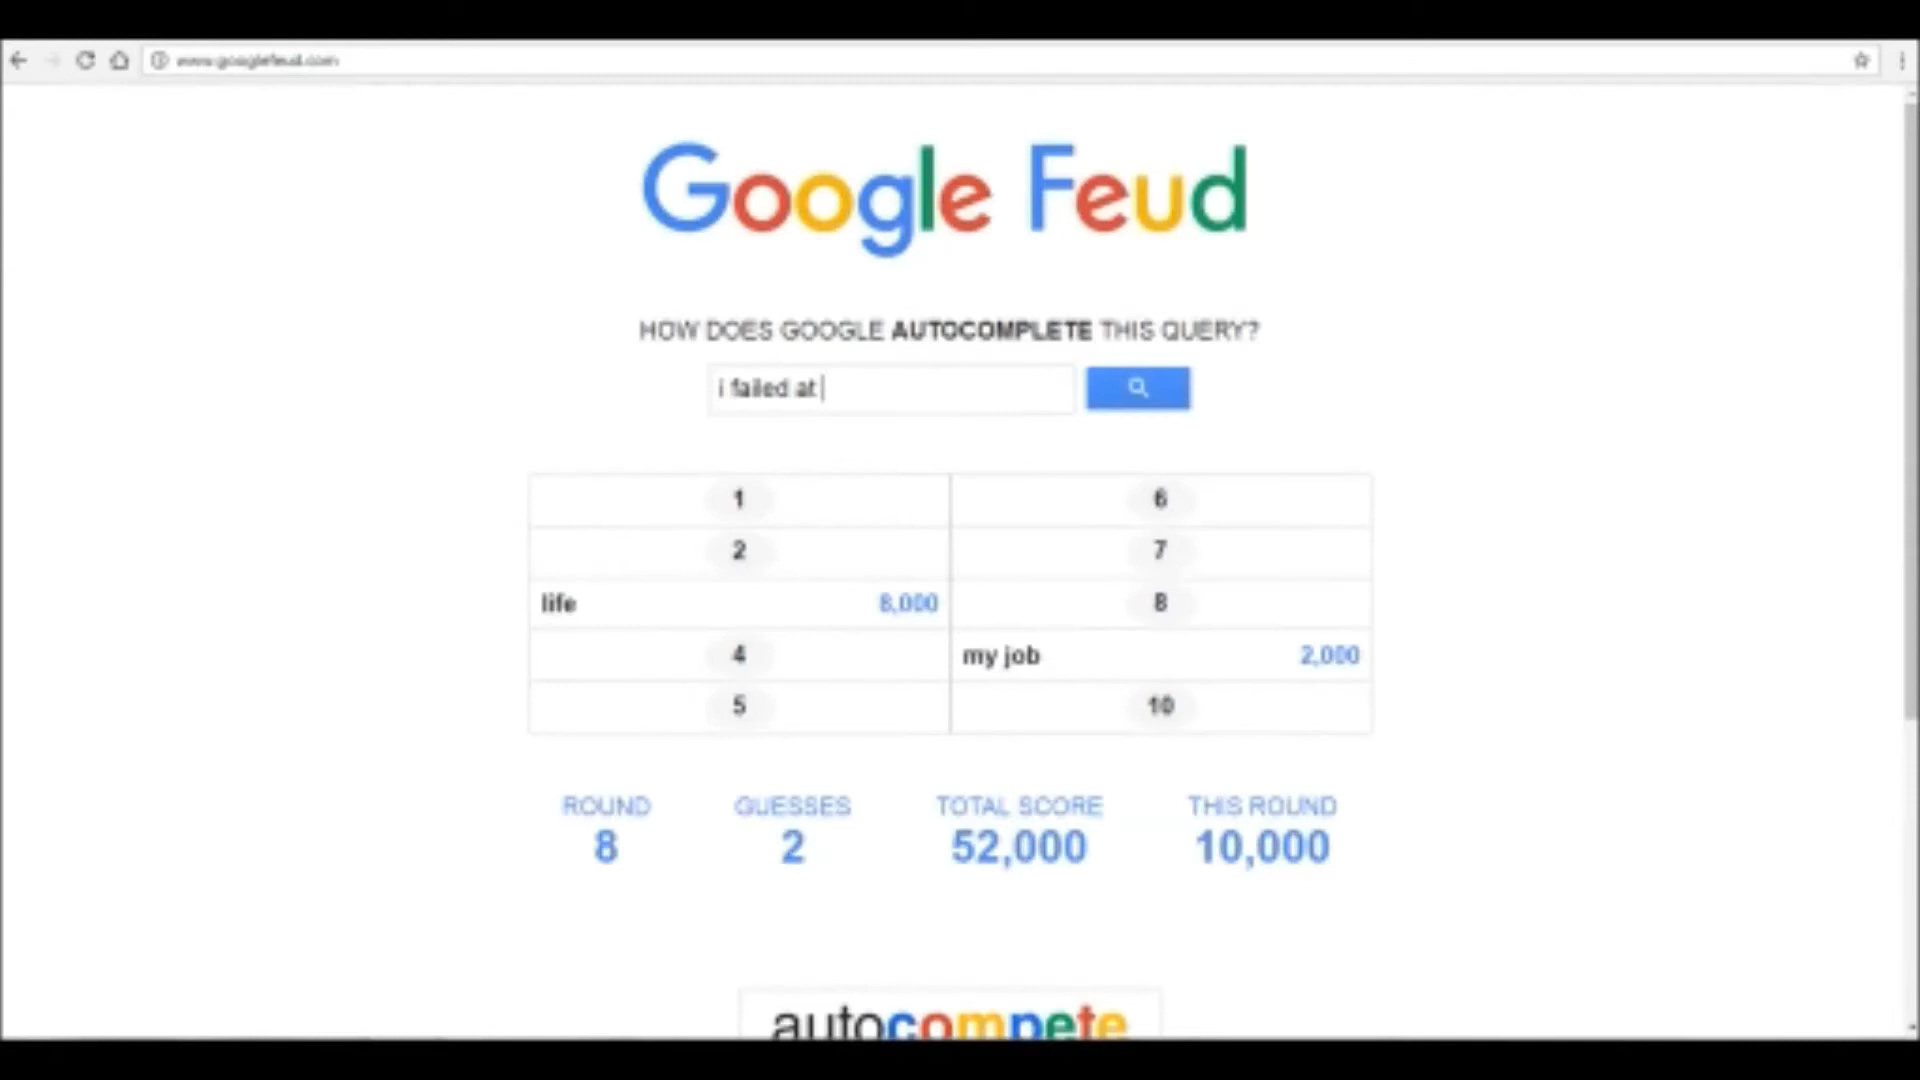 www.googlefeud.com
Google Feud
HOW DOES GOOGLE AUTOCOMPLETE THIS QUERY?
i failed at
1
6
2
7
life 8,000
8
4
my job 2,000
5
10
ROUND GUESSES TOTAL SCORE THIS ROUND
8 2 52,000 10,000
autocompete